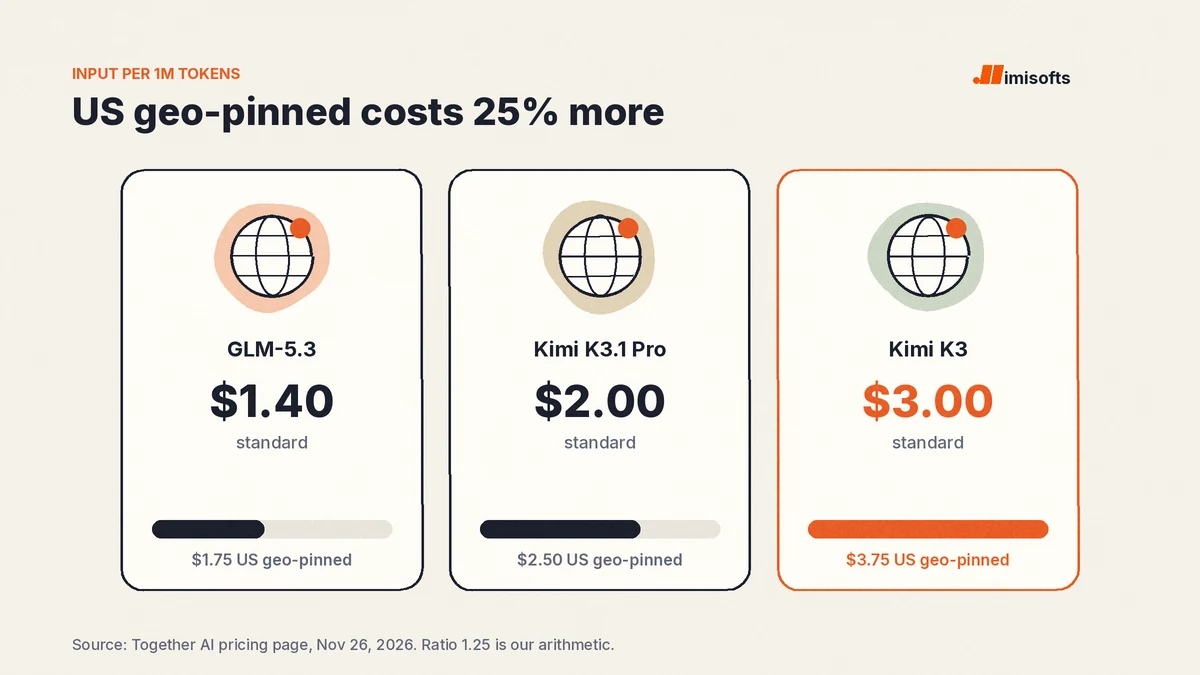 INPUT PER 1M TOKENS
imisofts
US geo-pinned costs 25% more
GLM-5.3
$1.40
standard
$1.75 US geo-pinned
Kimi K3.1 Pro
$2.00
standard
$2.50 US geo-pinned
Kimi K3
$3.00
standard
$3.75 US geo-pinned
Source: Together AI pricing page, Nov 26, 2026. Ratio 1.25 is our arithmetic.